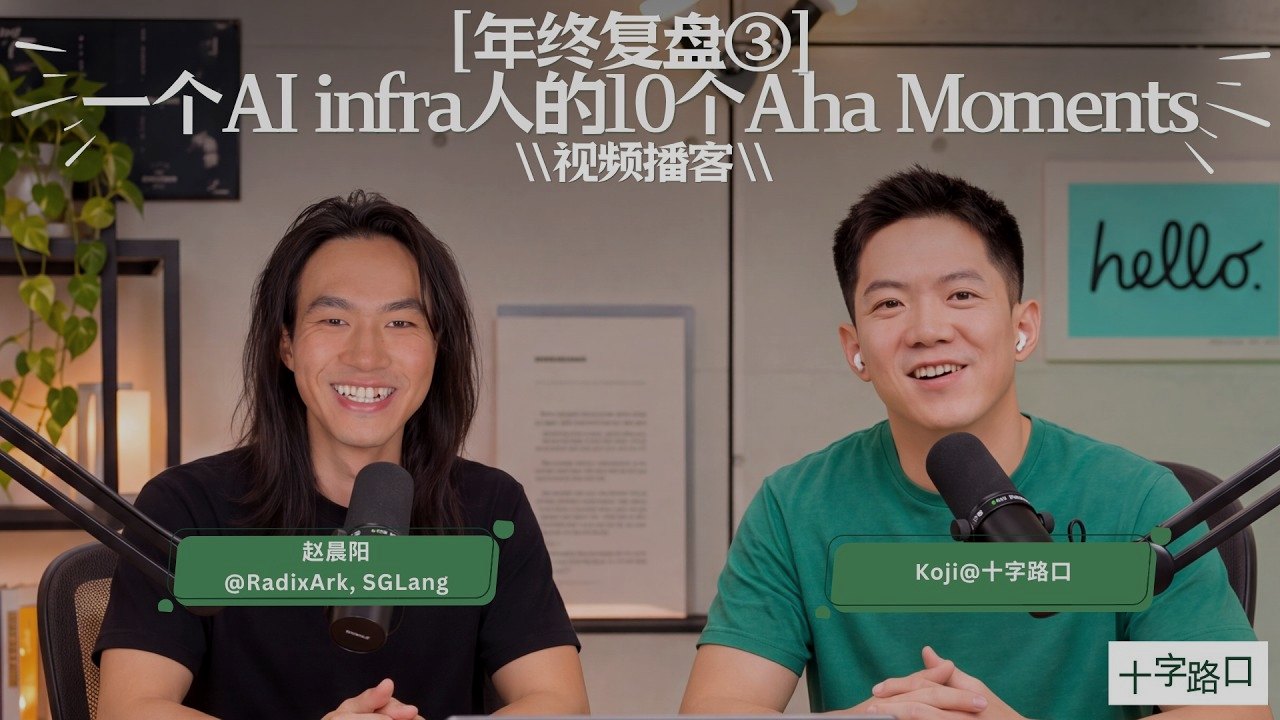 [年终复盘③]
一个AI infra人的10个Aha Moments
\\视频播客\\
hello.
赵晨阳
@RadixArk, SGLang
Koji@十字路口
十字路口